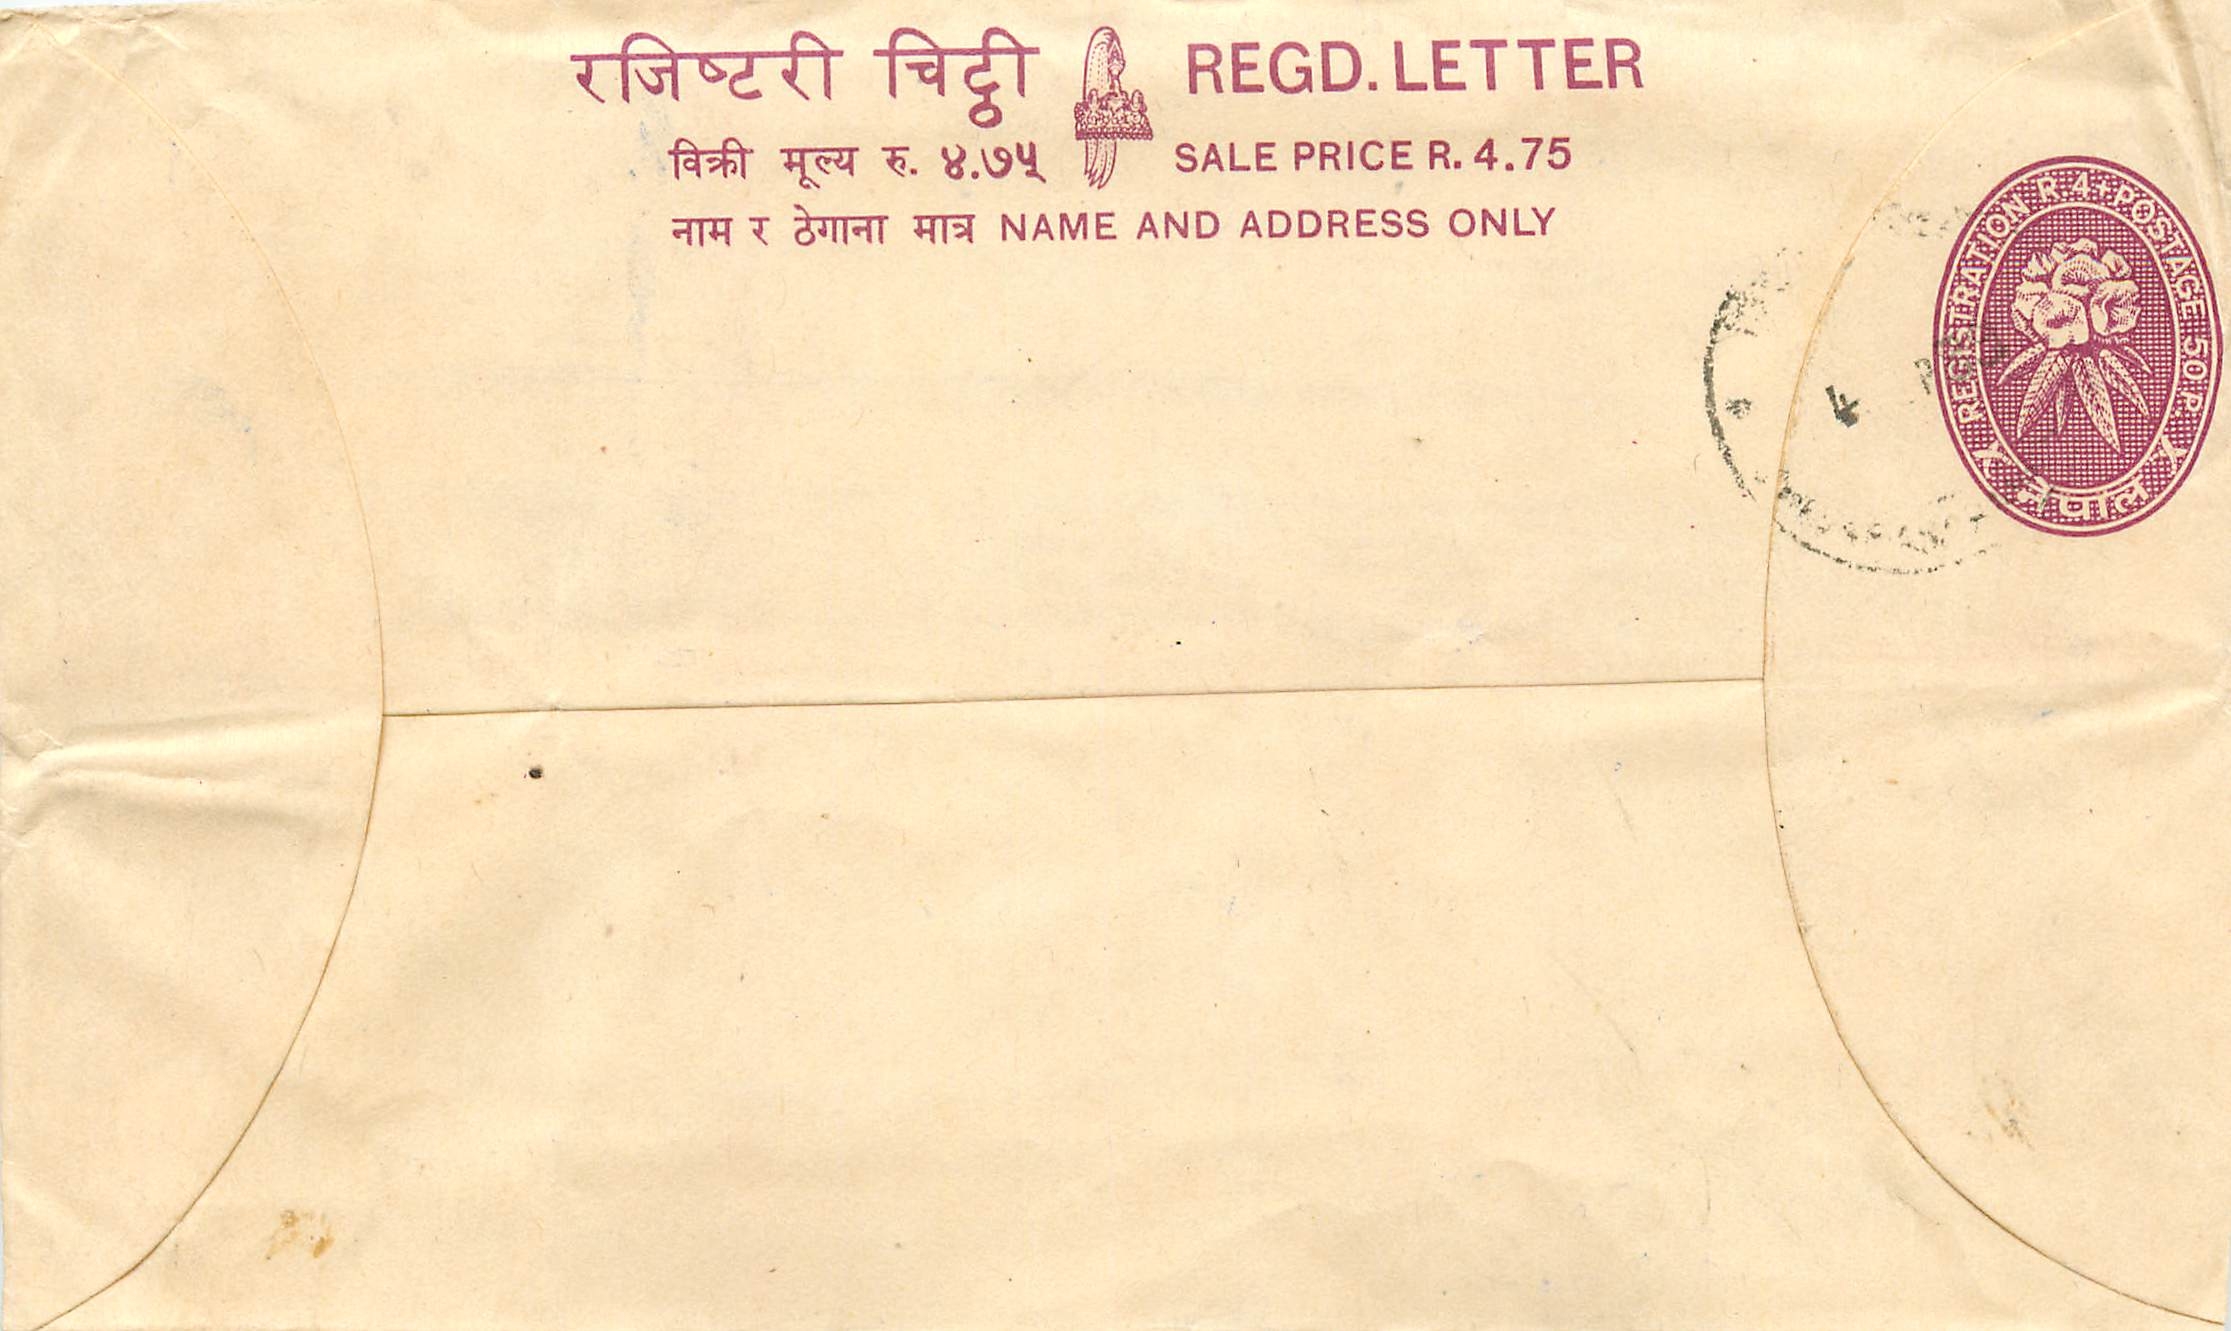 रजिष्टरी चिट्ठी REGD. LETTER
विक्री मूल्य रु. ४.७५ SALE PRICE R. 4.75
नाम र ठेगाना मात्र NAME AND ADDRESS ONLY
REGISTRATION R. 4+POSTAGE 50 P.
नेपाल